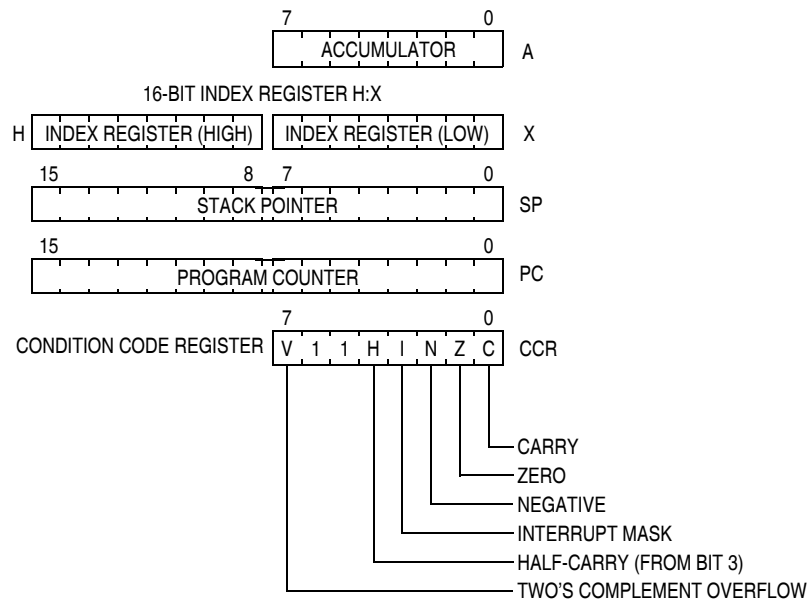 7 0
ACCUMULATOR A
16-BIT INDEX REGISTER H:X
H INDEX REGISTER (HIGH) INDEX REGISTER (LOW) X
15 8 7 0
STACK POINTER SP
15 0
PROGRAM COUNTER PC
7 0
CONDITION CODE REGISTER V 1 1 H I N Z C CCR
CARRY
ZERO
NEGATIVE
INTERRUPT MASK
HALF-CARRY (FROM BIT 3)
TWO'S COMPLEMENT OVERFLOW